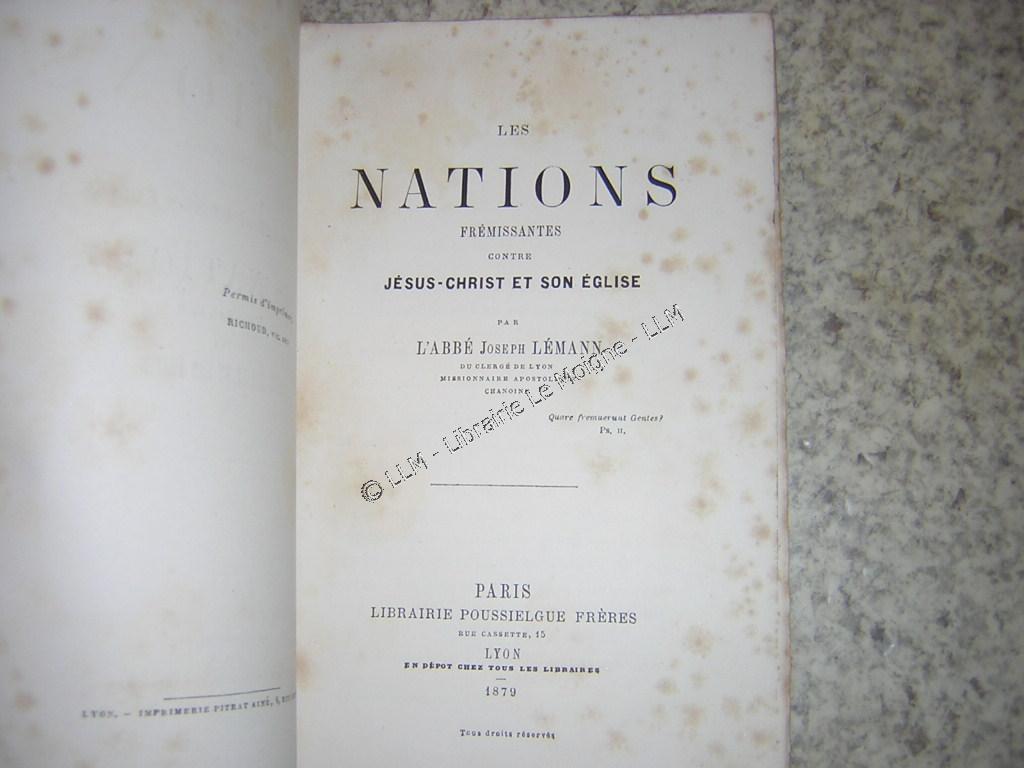 Permis d'imprimer
RICHOUD,
LYON. — IMPRIMERIE PITRAT AINÉ, 4,
LES
NATIONS
FRÉMISSANTES
CONTRE
JÉSUS-CHRIST ET SON ÉGLISE
PAR
L'ABBÉ JOSEPH LÉMANN
DU CLERGÉ DE LYON
MISSIONNAIRE
CHANOINE
Quare fremuerunt Gentes?
Ps. II.
© LLM - Librairie Le Moigne - LLM
PARIS
LIBRAIRIE POUSSIELGUE FRÈRES
RUE CASSETTE, 15
LYON
EN DÉPOT CHEZ TOUS LES LIBRAIRES
1879
Tous droits réservés